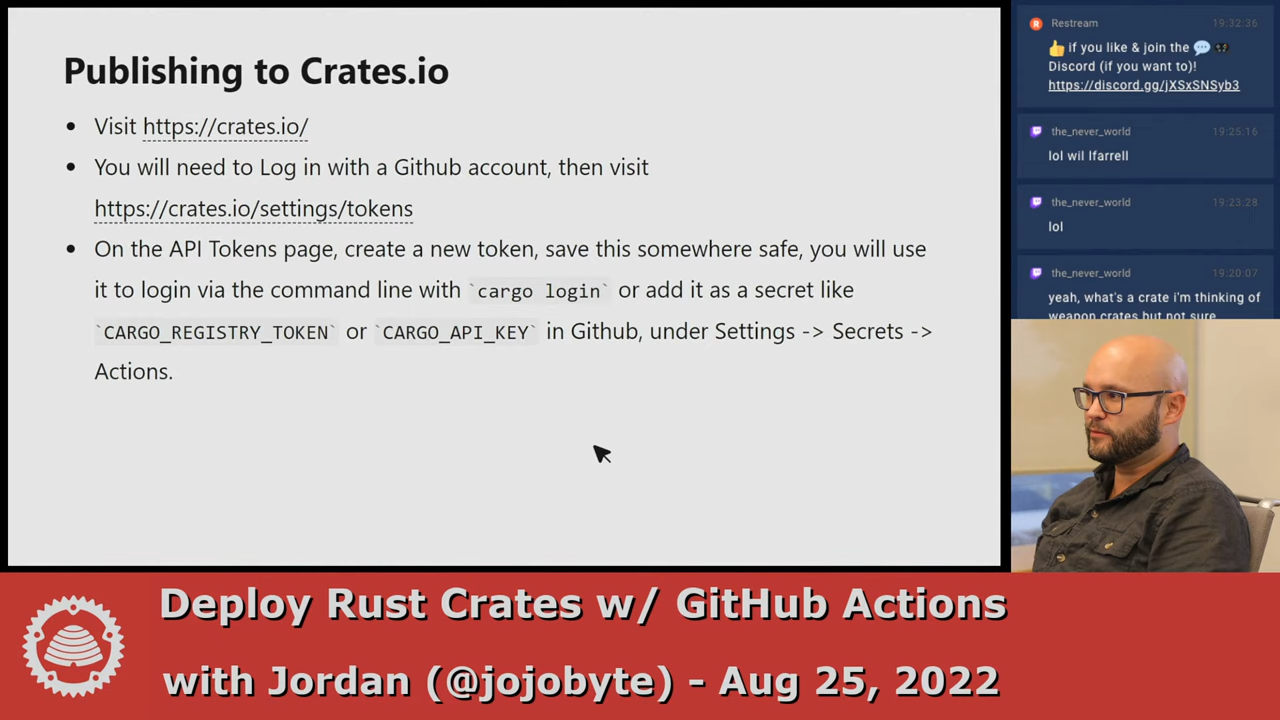 Publishing to Crates.io
• Visit https://crates.io/
• You will need to Log in with a Github account, then visit
https://crates.io/settings/tokens
• On the API Tokens page, create a new token, save this somewhere safe, you will use
it to login via the command line with `cargo login` or add it as a secret like
`CARGO_REGISTRY_TOKEN` or `CARGO_API_KEY` in Github, under Settings -> Secrets ->
Actions.
Restream 19:32:36
👍 if you like & join the 💬
Discord (if you want to)!
https://discord.gg/jXSxSNSyb3
the_never_world 19:25:16
lol wil lfarrell
the_never_world 19:23:28
lol
the_never_world 19:20:07
yeah, what's a crate i'm thinking of
weapon crates but not sure
Deploy Rust Crates w/ GitHub Actions
with Jordan (@jojobyte) - Aug 25, 2022